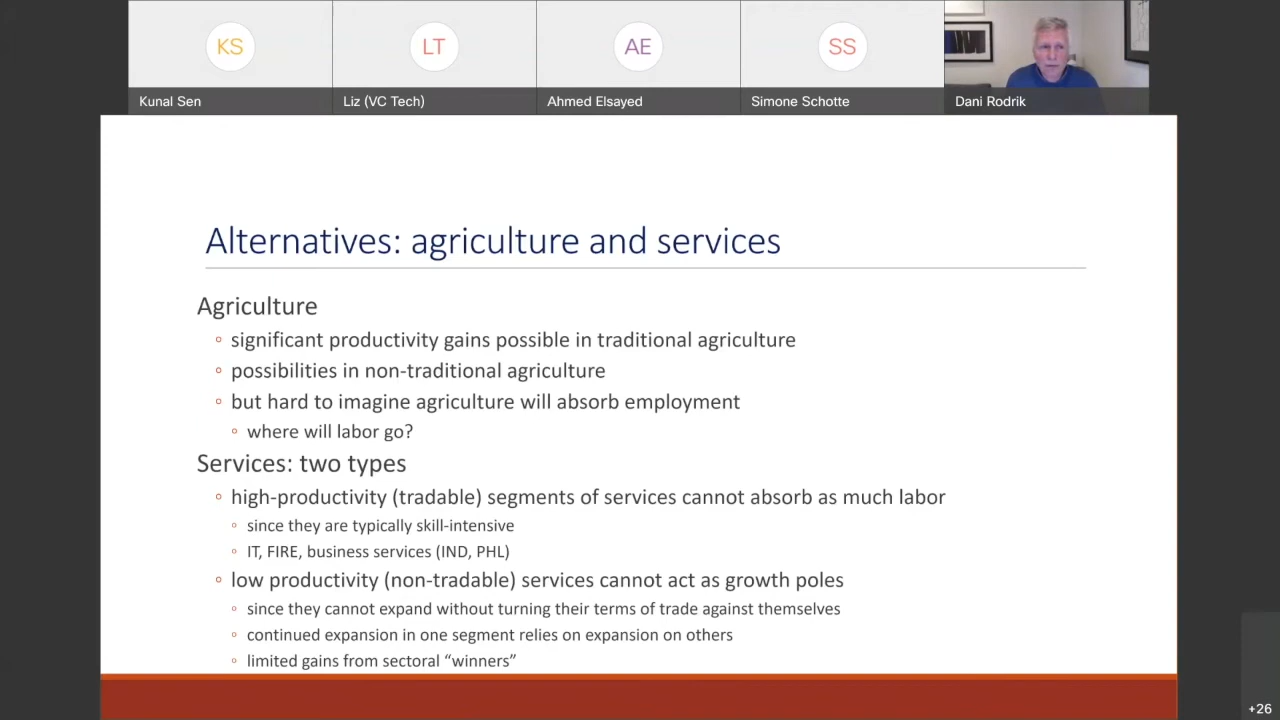 KS
LT
AE
SS
Kunal Sen
Liz (VC Tech)
Ahmed Elsayed
Simone Schotte
Dani Rodrik
Alternatives: agriculture and services
Agriculture
significant productivity gains possible in traditional agriculture
possibilities in non-traditional agriculture
but hard to imagine agriculture will absorb employment
where will labor go?
Services: two types
high-productivity (tradable) segments of services cannot absorb as much labor
since they are typically skill-intensive
IT, FIRE, business services (IND, PHL)
low productivity (non-tradable) services cannot act as growth poles
since they cannot expand without turning their terms of trade against themselves
continued expansion in one segment relies on expansion on others
limited gains from sectoral “winners”
+26